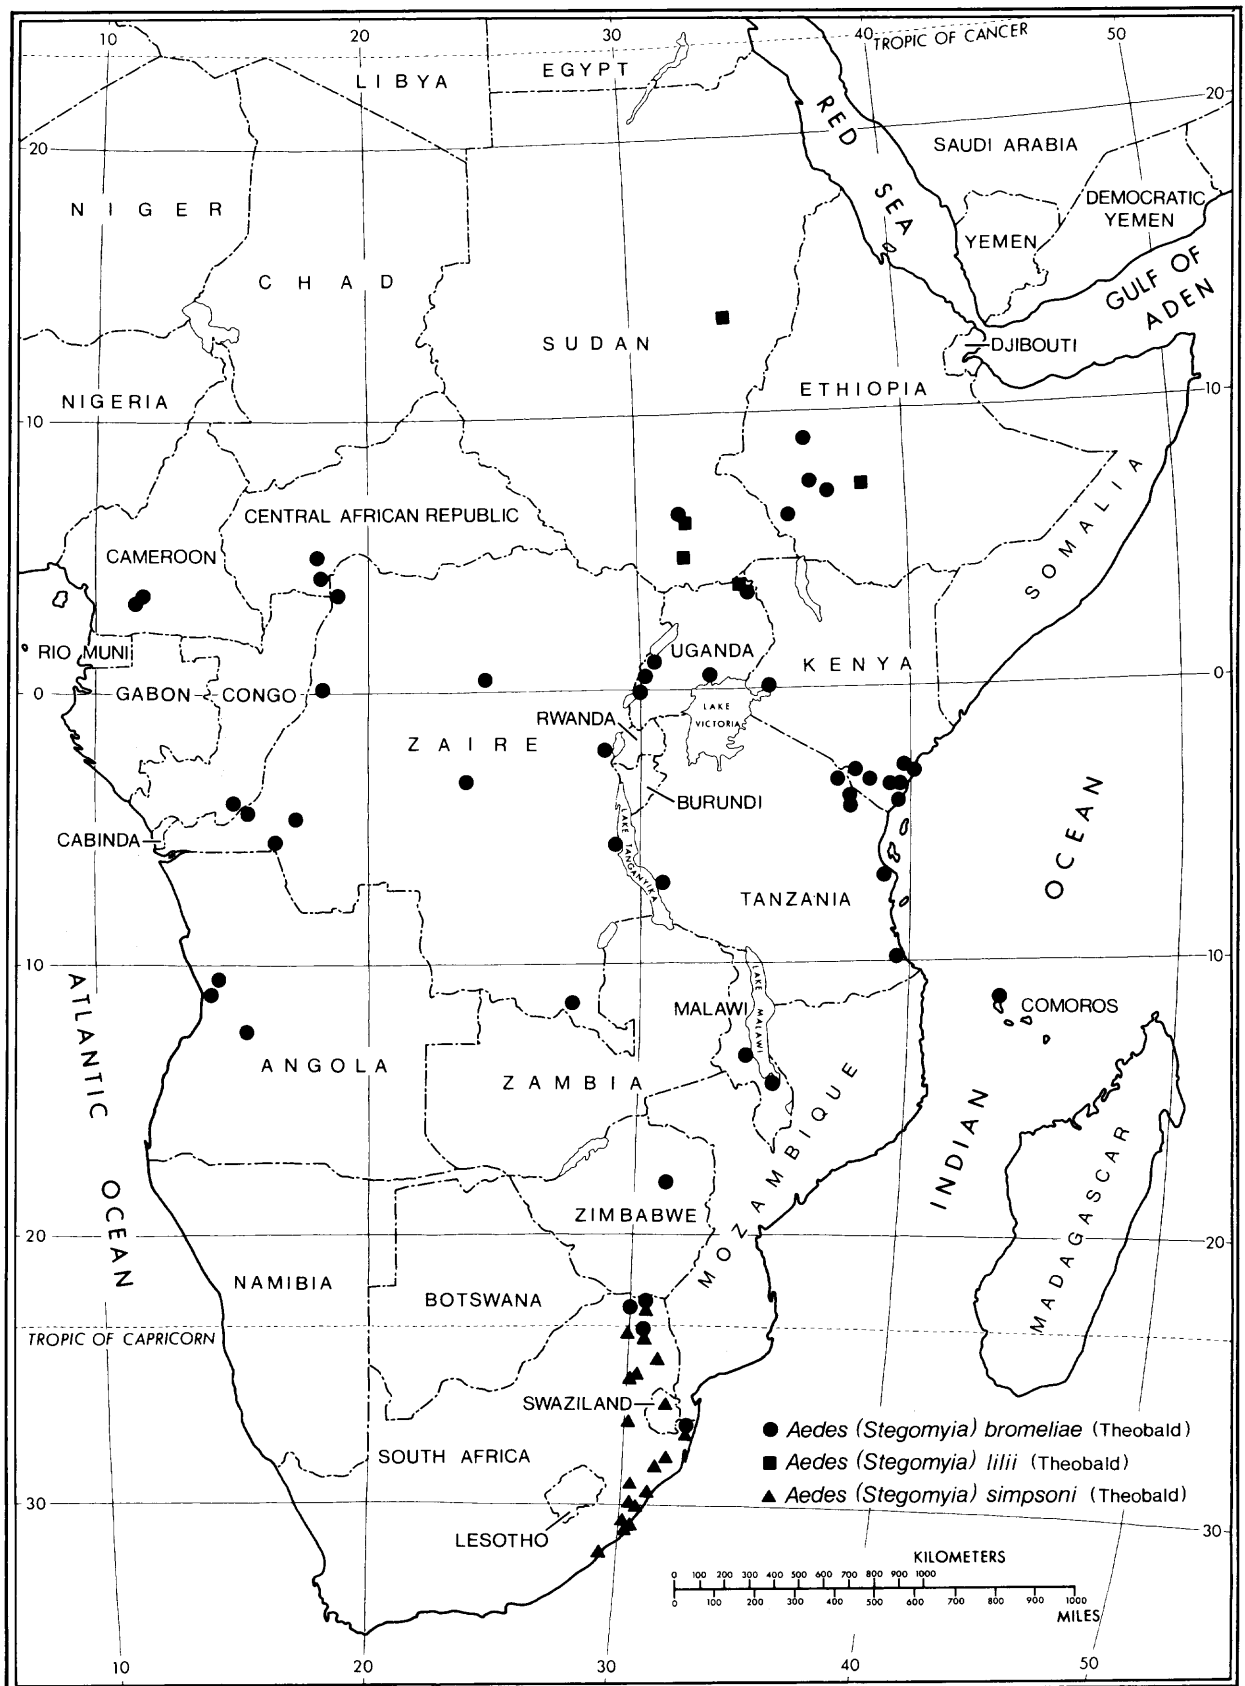 10 20 30 40 50
TROPIC OF CANCER
LIBYA
EGYPT
20
RED SEA
SAUDI ARABIA
20
NIGER
DEMOCRATIC
YEMEN
YEMEN
CHAD
GULF OF
ADEN
SUDAN
DJIBOUTI
NIGERIA
ETHIOPIA
10
10
CENTRAL AFRICAN REPUBLIC
SOMALIA
CAMEROON
RIO MUNI
UGANDA
KENYA
0
GABON
CONGO
0
LAKE
VICTORIA
RWANDA
ZAIRE
BURUNDI
CABINDA
LAKE TANGANYIKA
TANZANIA
INDIAN OCEAN
10
10
ATLANTIC OCEAN
MALAWI
LAKE MALAWI
COMOROS
ANGOLA
ZAMBIA
MOZAMBIQUE
MADAGASCAR
ZIMBABWE
20
20
NAMIBIA
BOTSWANA
TROPIC OF CAPRICORN
SWAZILAND
SOUTH AFRICA
Aedes (Stegomyia) bromeliae (Theobald)
Aedes (Stegomyia) lilii (Theobald)
Aedes (Stegomyia) simpsoni (Theobald)
30
30
LESOTHO
KILOMETERS
0 100 200 300 400 500 600 700 800 900 1000
0 100 200 300 400 500 600 700 800 900 1000
MILES
10 20 30 40 50